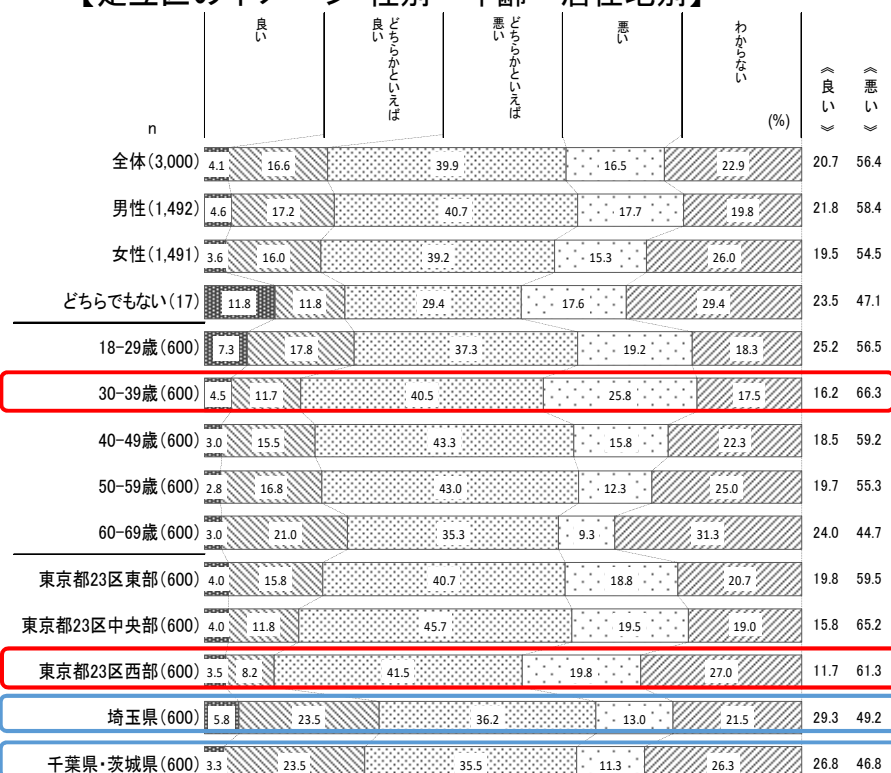 【足立区のイメージ 性別・年齢・居住地別】
良い
どちらかといえば良い
どちらかといえば悪い
悪い
わからない
《良い》
《悪い》
(%)
n
全体(3,000) 4.1 16.6 39.9 16.5 22.9 20.7 56.4
男性(1,492) 4.6 17.2 40.7 17.7 19.8 21.8 58.4
女性(1,491) 3.6 16.0 39.2 15.3 26.0 19.5 54.5
どちらでもない(17) 11.8 11.8 29.4 17.6 29.4 23.5 47.1
18-29歳(600) 7.3 17.8 37.3 19.2 18.3 25.2 56.5
30-39歳(600) 4.5 11.7 40.5 25.8 17.5 16.2 66.3
40-49歳(600) 3.0 15.5 43.3 15.8 22.3 18.5 59.2
50-59歳(600) 2.8 16.8 43.0 12.3 25.0 19.7 55.3
60-69歳(600) 3.0 21.0 35.3 9.3 31.3 24.0 44.7
東京都23区東部(600) 4.0 15.8 40.7 18.8 20.7 19.8 59.5
東京都23区中央部(600) 4.0 11.8 45.7 19.5 19.0 15.8 65.2
東京都23区西部(600) 3.5 8.2 41.5 19.8 27.0 11.7 61.3
埼玉県(600) 5.8 23.5 36.2 13.0 21.5 29.3 49.2
千葉県・茨城県(600) 3.3 23.5 35.5 11.3 26.3 26.8 46.8